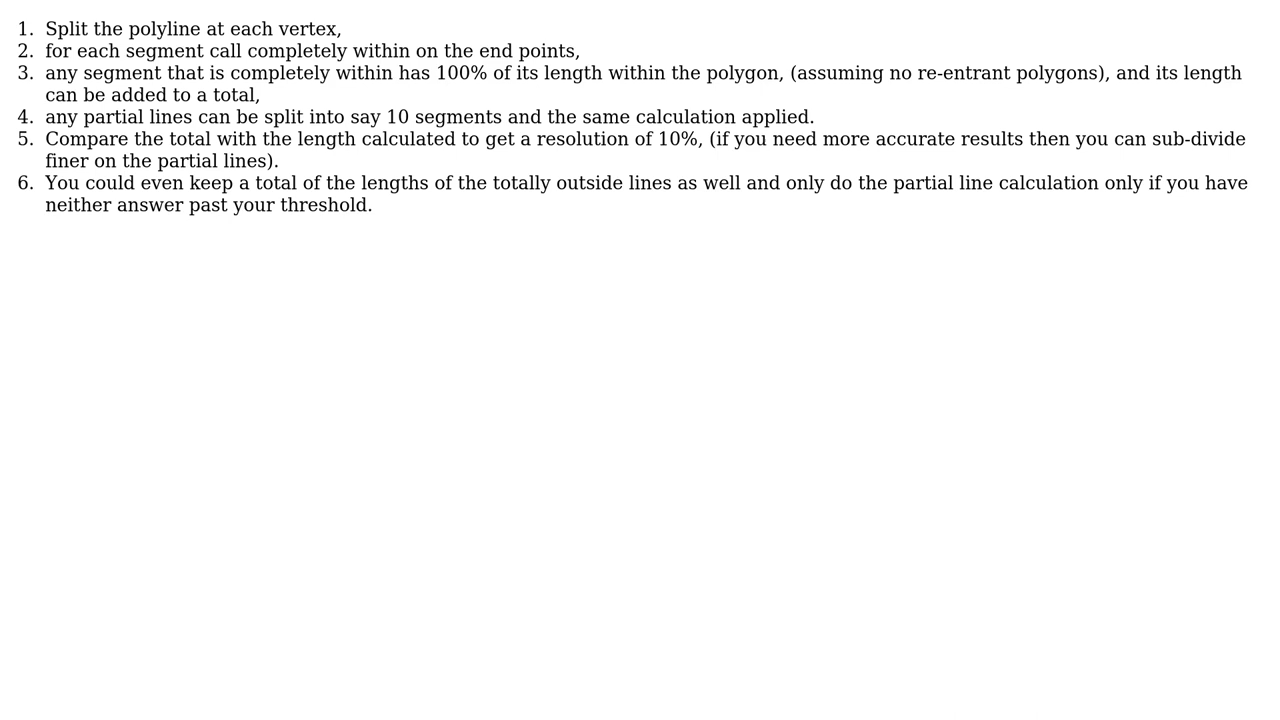 1. Split the polyline at each vertex,
2. for each segment call completely within on the end points,
3. any segment that is completely within has 100% of its length within the polygon, (assuming no re-entrant polygons), and its length
can be added to a total,
4. any partial lines can be split into say 10 segments and the same calculation applied.
5. Compare the total with the length calculated to get a resolution of 10%, (if you need more accurate results then you can sub-divide
finer on the partial lines).
6. You could even keep a total of the lengths of the totally outside lines as well and only do the partial line calculation only if you have
neither answer past your threshold.